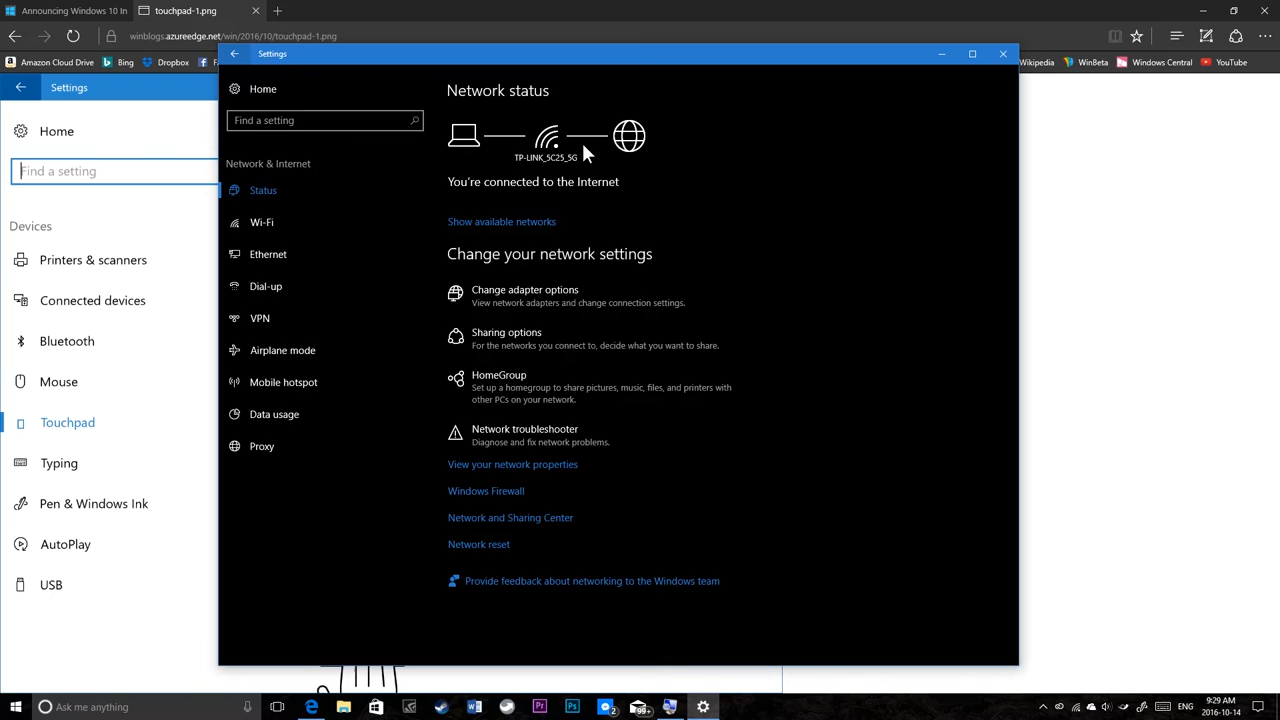 Announcing Windows 10 In
touchpad-1.png
winblogs.azureedge.net/win/2016/10/touchpad-1.png
Amazon Cloud Drive
Bing
Dropbox
Wikipedia
WinBeta
Windows Central
YouTube
Settings
Home
Find a setting
Devices
Printers & scanners
Connected devices
Bluetooth
Mouse
Touchpad
Typing
Pen & Windows Ink
AutoPlay
USB
Settings
Home
Find a setting
Network & Internet
Status
Wi-Fi
Ethernet
Dial-up
VPN
Airplane mode
Mobile hotspot
Data usage
Proxy
Network status
TP-LINK_5C25_5G
You're connected to the Internet
Show available networks
Change your network settings
Change adapter options
View network adapters and change connection settings.
Sharing options
For the networks you connect to, decide what you want to share.
HomeGroup
Set up a homegroup to share pictures, music, files, and printers with
other PCs on your network.
Network troubleshooter
Diagnose and fix network problems.
View your network properties
Windows Firewall
Network and Sharing Center
Network reset
Provide feedback about networking to the Windows team
Ask me anything
Pr
Ps
2
99+
ENG
9:29 AM
2016-10-14